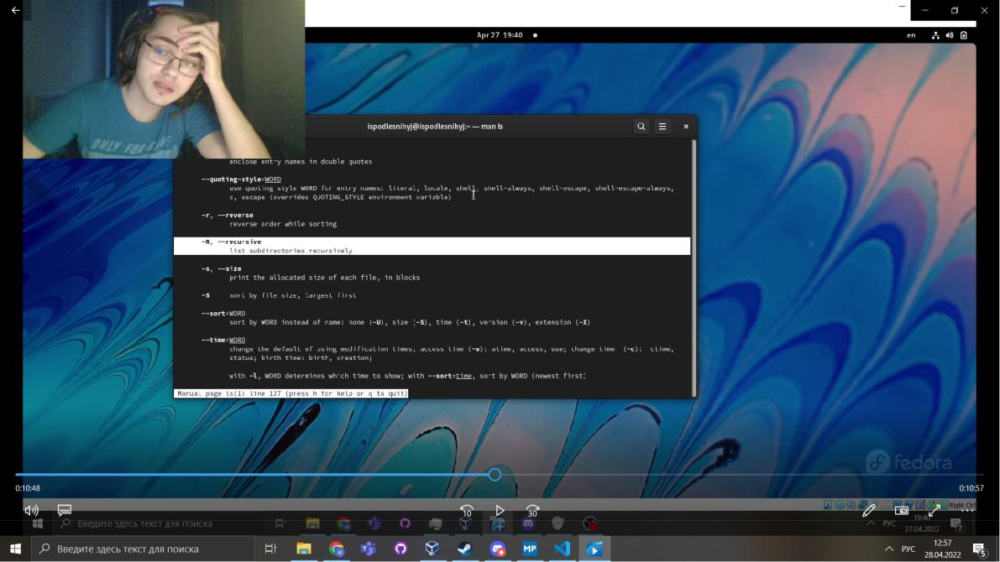 Apr 27 19:40
en
ONLY FOR
ispodlesnihyj@ispodlesnihyj:~ — man ls
enclose entry names in double quotes
--quoting-style=WORD
use quoting style WORD for entry names: literal, locale, shell, shell-always, shell-escape, shell-escape-always,
c, escape (overrides QUOTING_STYLE environment variable)
-r, --reverse
reverse order while sorting
-R, --recursive
list subdirectories recursively
-s, --size
print the allocated size of each file, in blocks
-S sort by file size, largest first
--sort=WORD
sort by WORD instead of name: none (-U), size (-S), time (-t), version (-v), extension (-X)
--time=WORD
change the default of using modification times; access time (-u): atime, access, use; change time (-c): ctime,
status; birth time: birth, creation;
with -l, WORD determines which time to show; with --sort=time, sort by WORD (newest first)
Manual page ls(1) line 127 (press h for help or q to quit)
fedora
0:10:48
0:10:57
10
30
Right Ctrl
Введите здесь текст для поиска
РУС
19:40
27.04.2022
2
Введите здесь текст для поиска
MP
РУС
12:57
28.04.2022
5